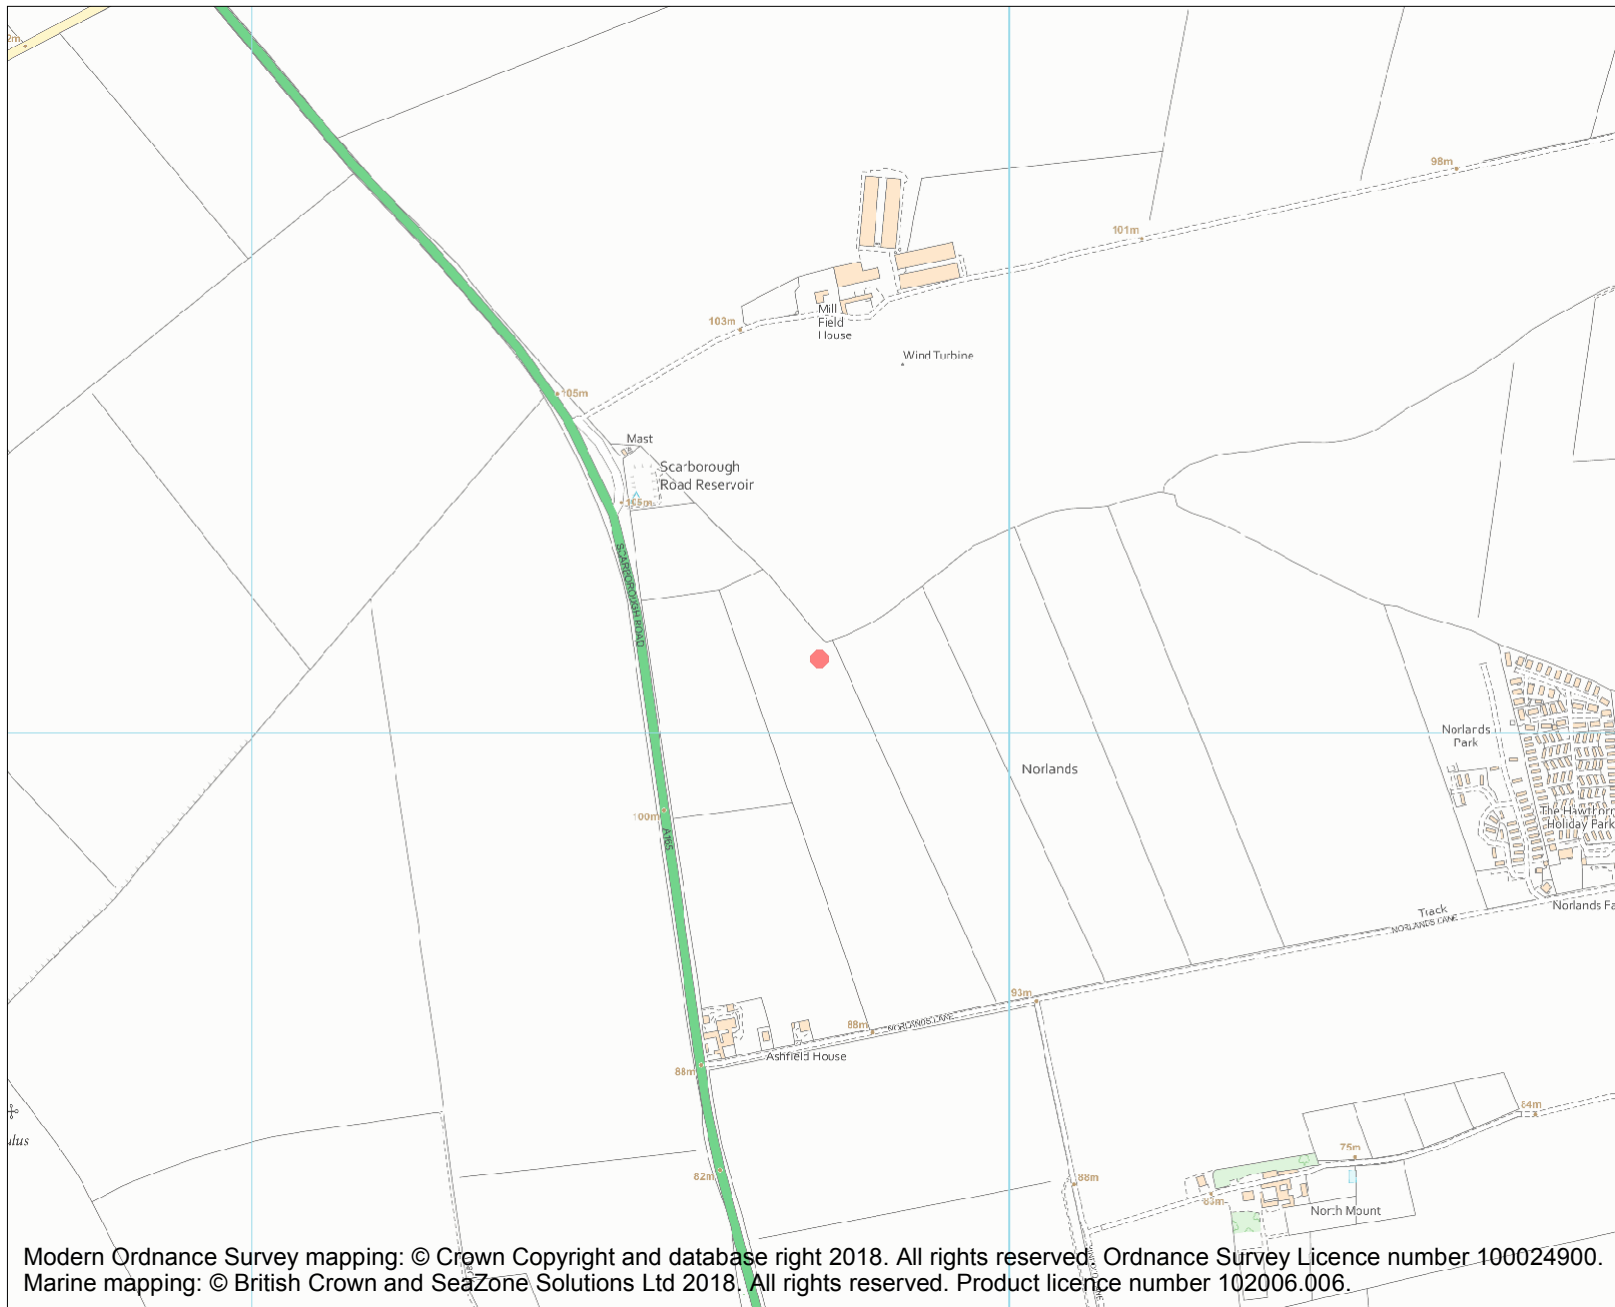 98m
101m
Mill
Field
House
103m
Wind Turbine
105m
Mast
Scarborough
Road Reservoir
105m
SCARBOROUGH ROAD
Norlands
Park
Norlands
100m
A165
The Hawthorn
Holiday Park
Norlands Fa
Track
NORLANDS LANE
93m
88m
NORLANDS LANE
Ashfield House
88m
84m
ulus
75m
82m
88m
83m
North Mount
Modern Ordnance Survey mapping: © Crown Copyright and database right 2018. All rights reserved. Ordnance Survey Licence number 100024900.
Marine mapping: © British Crown and SeaZone Solutions Ltd 2018. All rights reserved. Product licence number 102006.006.